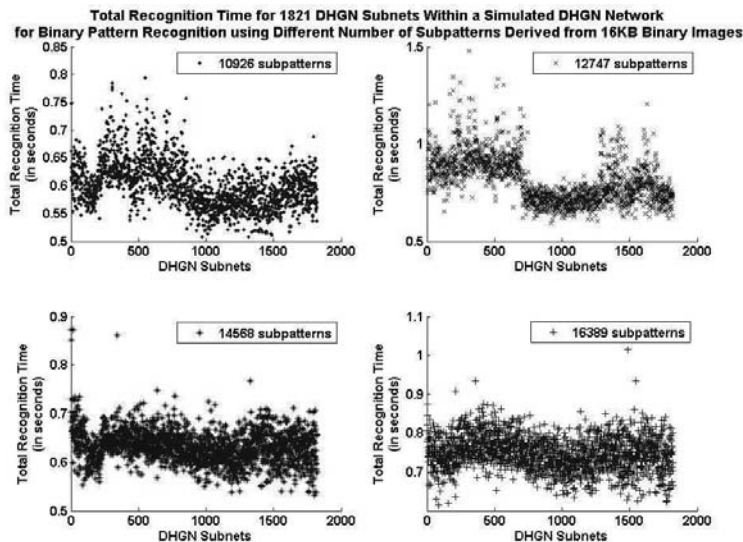 Total Recognition Time for 1821 DHGN Subnets Within a Simulated DHGN Network
for Binary Pattern Recognition using Different Number of Subpatterns Derived from 16KB Binary Images
0.85
0.8
0.75
0.7
0.65
0.6
0.55
0.5
Total Recognition Time
(in seconds)
10926 subpatterns
0
500
1000
1500
2000
DHGN Subnets
1.5
1
0.5
Total Recognition Time
(in seconds)
12747 subpatterns
0
500
1000
1500
2000
DHGN Subnets
0.9
0.8
0.7
0.6
0.5
Total Recognition Time
(in seconds)
14568 subpatterns
0
500
1000
1500
2000
DHGN Subnets
1.1
1
0.9
0.8
0.7
Total Recognition Time
(in seconds)
16389 subpatterns
0
500
1000
1500
2000
DHGN Subnets